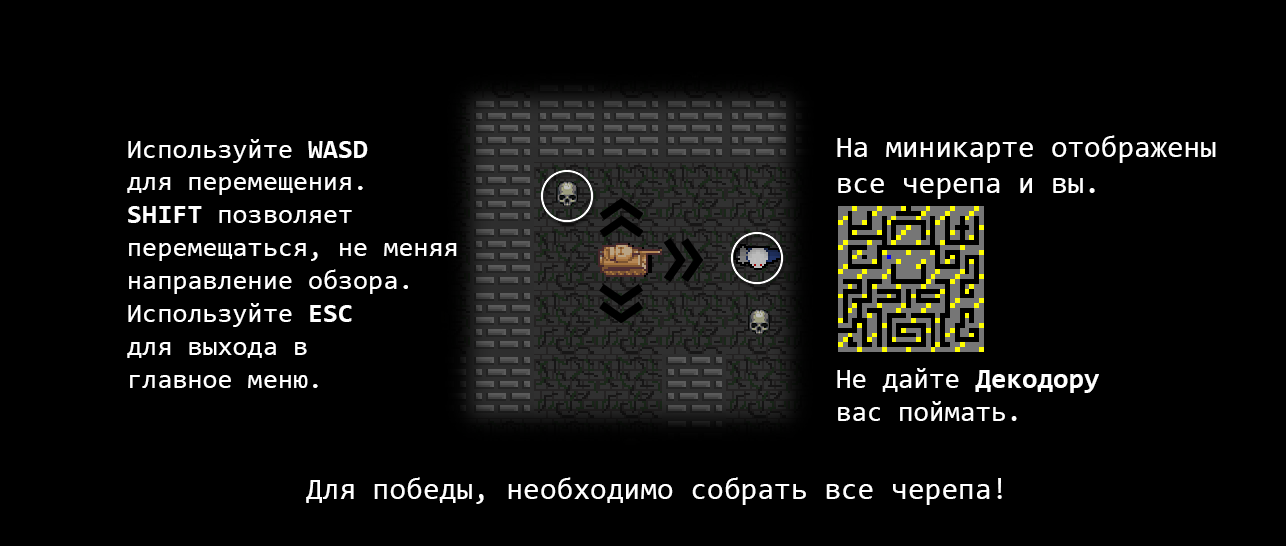 Используйте WASD
для перемещения.
SHIFT позволяет
перемещаться, не меняя
направление обзора.
Используйте ESC
для выхода в
главное меню.
На миникарте отображены
все черепа и вы.
Не дайте Декодору
вас поймать.
Для победы, необходимо собрать все черепа!